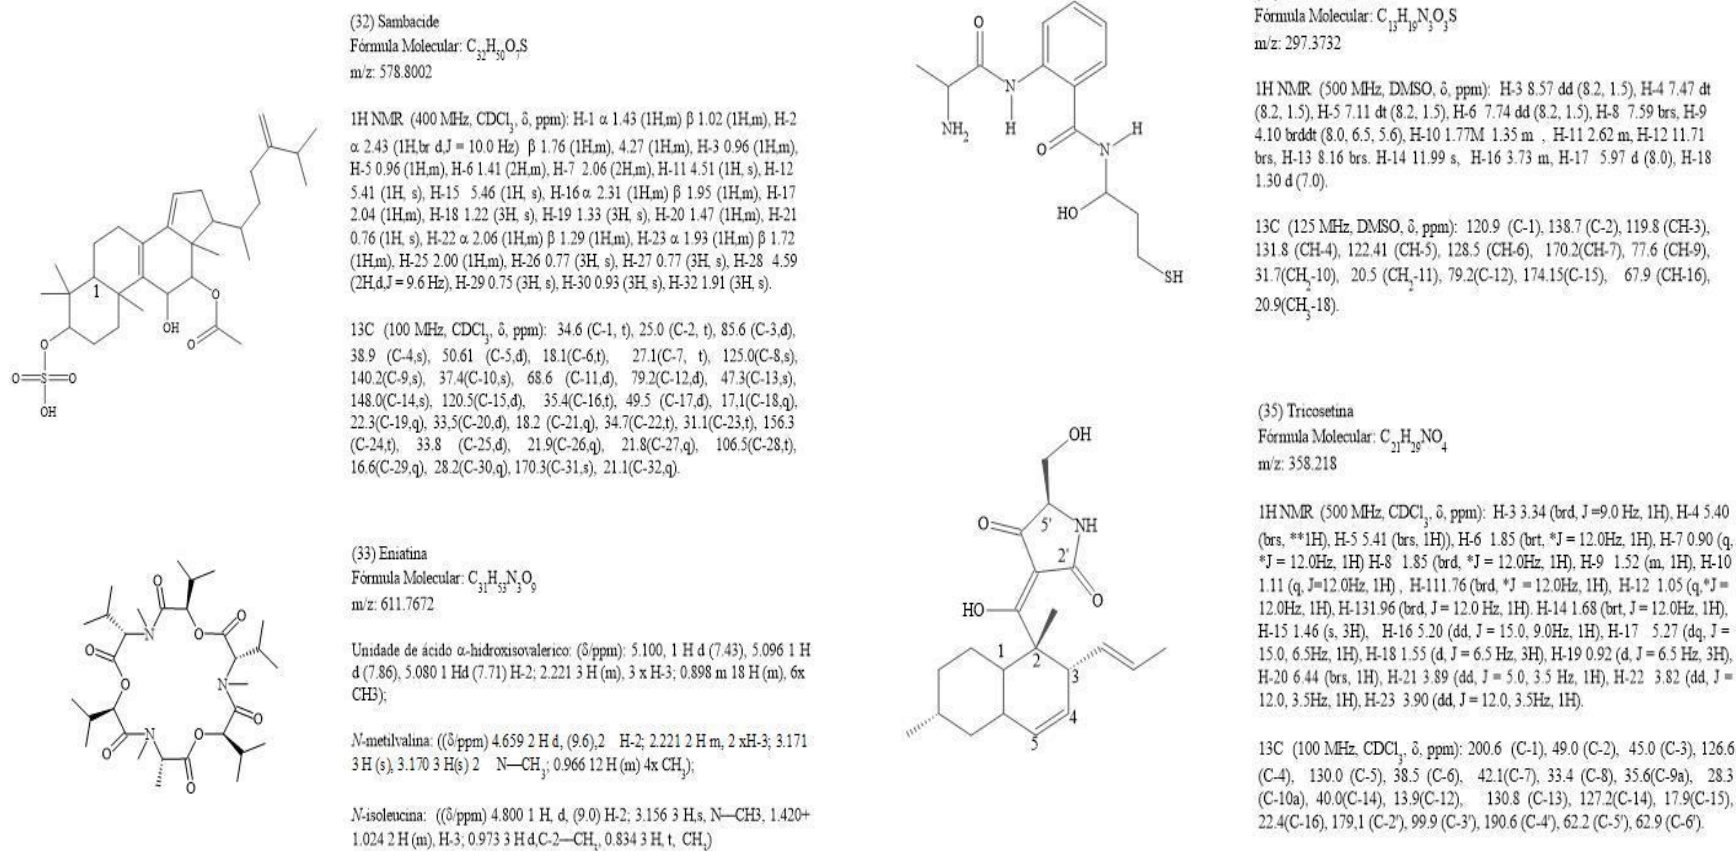 (32) Sambacide
Fórmula Molecular: C32H50O7S
m/z: 578.8002
1H NMR (400 MHz, CDCl3, δ, ppm): H-1 α 1.43 (1H,m) β 1.02 (1H,m), H-2
α 2.43 (1H,br d,J = 10.0 Hz) β 1.76 (1H,m), 4.27 (1H,m), H-3 0.96 (1H,m),
H-5 0.96 (1H,m), H-6 1.41 (2H,m), H-7 2.06 (2H,m), H-11 4.51 (1H, s), H-12
5.41 (1H, s), H-15 5.46 (1H, s), H-16 α 2.31 (1H,m) β 1.95 (1H,m), H-17
2.04 (1H,m), H-18 1.22 (3H, s), H-19 1.33 (3H, s), H-20 1.47 (1H,m), H-21
0.76 (1H, s), H-22 α 2.06 (1H,m) β 1.29 (1H,m), H-23 α 1.93 (1H,m) β 1.72
(1H,m), H-25 2.00 (1H,m), H-26 0.77 (3H, s), H-27 0.77 (3H, s), H-28 4.59
(2H,d,J = 9.6 Hz), H-29 0.75 (3H, s), H-30 0.93 (3H, s), H-32 1.91 (3H, s).
13C (100 MHz, CDCl3, δ, ppm): 34.6 (C-1, t), 25.0 (C-2, t), 85.6 (C-3,d),
38.9 (C-4,s), 50.61 (C-5,d), 18.1(C-6,t), 27.1(C-7, t), 125.0(C-8,s),
140.2(C-9,s), 37.4(C-10,s), 68.6 (C-11,d), 79.2(C-12,d), 47.3(C-13,s),
148.0(C-14,s), 120.5(C-15,d), 35.4(C-16,t), 49.5 (C-17,d), 17,1(C-18,q),
22.3(C-19,q), 33,5(C-20,d), 18.2 (C-21,q), 34.7(C-22,t), 31.1(C-23,t), 156.3
(C-24,t), 33.8 (C-25,d), 21.9(C-26,q), 21.8(C-27,q), 106.5(C-28,t),
16.6(C-29,q), 28.2(C-30,q), 170.3(C-31,s), 21.1(C-32,q).
1
OH
O
O
O
O=S=O
OH
(33) Eniatina
Fórmula Molecular: C31H53N3O9
m/z: 611.7672
Unidade de ácido α-hidroxisovalerico: (δ/ppm): 5.100, 1 H d (7.43), 5.096 1 H
d (7.86), 5.080 1 Hd (7.71) H-2; 2.221 3 H (m), 3 x H-3; 0.898 m 18 H (m), 6x
CH3);
N-metilvalina: ((δ/ppm) 4.659 2 H d, (9.6),2 H-2; 2.221 2 H m, 2 xH-3; 3.171
3 H (s), 3.170 3 H(s) 2 N—CH3; 0.966 12 H (m) 4x CH3);
N-isoleucina: ((δ/ppm) 4.800 1 H, d, (9.0) H-2; 3.156 3 H,s, N—CH3, 1.420+
1.024 2 H (m), H-3; 0.973 3 H d,C-2—CH3, 0.834 3 H, t, CH3)
O
N
O
O
O
N
O
O
N
O
O
O
O
N
H
NH2
O
N
H
HO
SH
Fórmula Molecular: C13H19N3O3S
m/z: 297.3732
1H NMR (500 MHz, DMSO, δ, ppm): H-3 8.57 dd (8.2, 1.5), H-4 7.47 dt
(8.2, 1.5), H-5 7.11 dt (8.2, 1.5), H-6 7.74 dd (8.2, 1.5), H-8 7.59 brs, H-9
4.10 brddt (8.0, 6.5, 5.6), H-10 1.77M 1.35 m , H-11 2.62 m, H-12 11.71
brs, H-13 8.16 brs. H-14 11.99 s, H-16 3.73 m, H-17 5.97 d (8.0), H-18
1.30 d (7.0).
13C (125 MHz, DMSO, δ, ppm): 120.9 (C-1), 138.7 (C-2), 119.8 (CH-3),
131.8 (CH-4), 122.41 (CH-5), 128.5 (CH-6), 170.2(CH-7), 77.6 (CH-9),
31.7(CH2-10), 20.5 (CH2-11), 79.2(C-12), 174.15(C-15), 67.9 (CH-16),
20.9(CH3-18).
OH
O
5'
NH
2'
HO
O
1
2
3
4
5
(35) Tricosetina
Fórmula Molecular: C21H29NO4
m/z: 358.218
1H NMR (500 MHz, CDCl3, δ, ppm): H-3 3.34 (brd, J =9.0 Hz, 1H), H-4 5.40
(brs, **1H), H-5 5.41 (brs, 1H)), H-6 1.85 (brt, *J = 12.0Hz, 1H), H-7 0.90 (q,
*J = 12.0Hz, 1H) H-8 1.85 (brd, *J = 12.0Hz, 1H), H-9 1.52 (m, 1H), H-10
1.11 (q, J=12.0Hz, 1H) , H-111.76 (brd, *J = 12.0Hz, 1H), H-12 1.05 (q,*J =
12.0Hz, 1H), H-131.96 (brd, J = 12.0 Hz, 1H). H-14 1.68 (brt, J = 12.0Hz, 1H),
H-15 1.46 (s, 3H), H-16 5.20 (dd, J = 15.0, 9.0Hz, 1H), H-17 5.27 (dq, J =
15.0, 6.5Hz, 1H), H-18 1.55 (d, J = 6.5 Hz, 3H), H-19 0.92 (d, J = 6.5 Hz, 3H),
H-20 6.44 (brs, 1H), H-21 3.89 (dd, J = 5.0, 3.5 Hz, 1H), H-22 3.82 (dd, J =
12.0, 3.5Hz, 1H), H-23 3.90 (dd, J = 12.0, 3.5Hz, 1H).
13C (100 MHz, CDCl3, δ, ppm): 200.6 (C-1), 49.0 (C-2), 45.0 (C-3), 126.6
(C-4), 130.0 (C-5), 38.5 (C-6), 42.1(C-7), 33.4 (C-8), 35.6(C-9a), 28.3
(C-10a), 40.0(C-14), 13.9(C-12), 130.8 (C-13), 127.2(C-14), 17.9(C-15),
22.4(C-16), 179,1 (C-2'), 99.9 (C-3'), 190.6 (C-4'), 62.2 (C-5'), 62.9 (C-6').